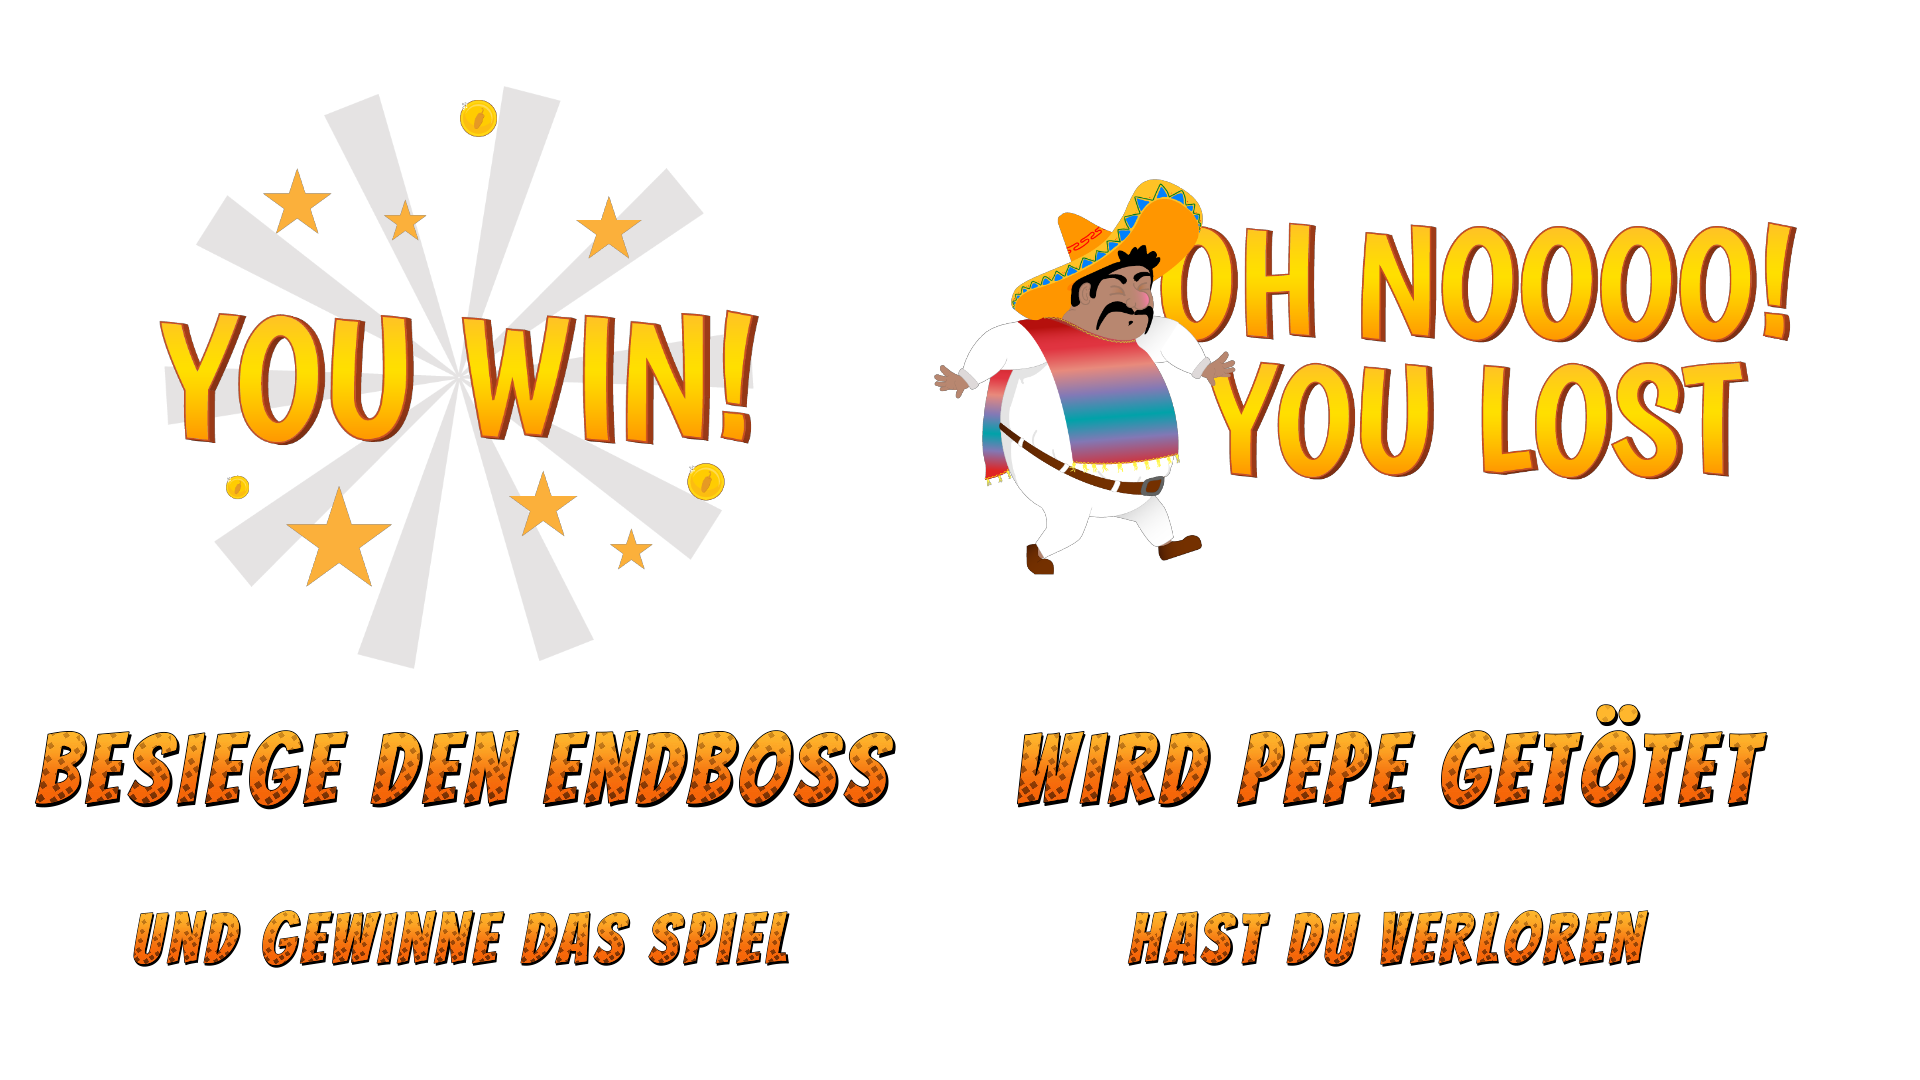 YOU WIN!
BESIEGE DEN ENDBOSS
UND GEWINNE DAS SPIEL
OH NOOOO!
YOU LOST
WIRD PEPE GETÖTET
HAST DU VERLOREN